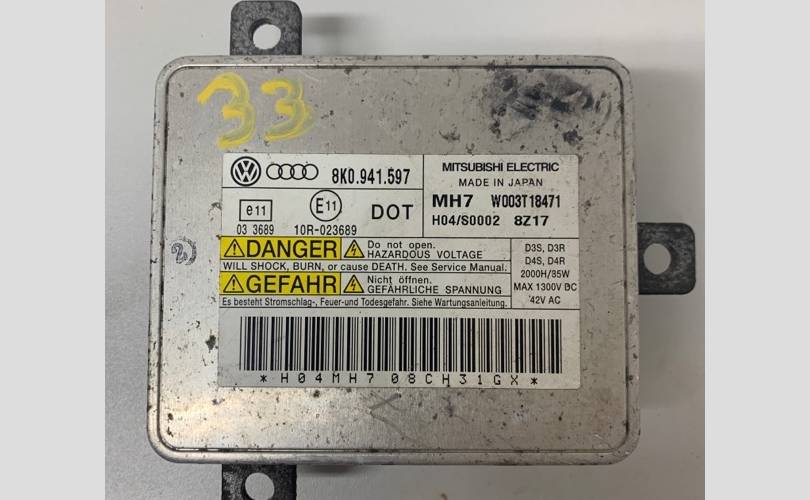 33
8K0.941.597
MITSUBISHI ELECTRIC
MADE IN JAPAN
MH7 W003T18471
H04/S0002 8Z17
e11
E11
DOT
03 3689 10R-023689
DANGER
Do not open.
HAZARDOUS VOLTAGE
WILL SHOCK, BURN, or cause DEATH. See Service Manual.
GEFAHR
Nicht öffnen.
GEFÄHRLICHE SPANNUNG
Es besteht Stromschlag-, Feuer-und Todesgefahr. Siehe Wartungsanleitung.
D3S, D3R
D4S, D4R
2000H/85W
MAX 1300V DC
42V AC
*H04MH708CH31GX*